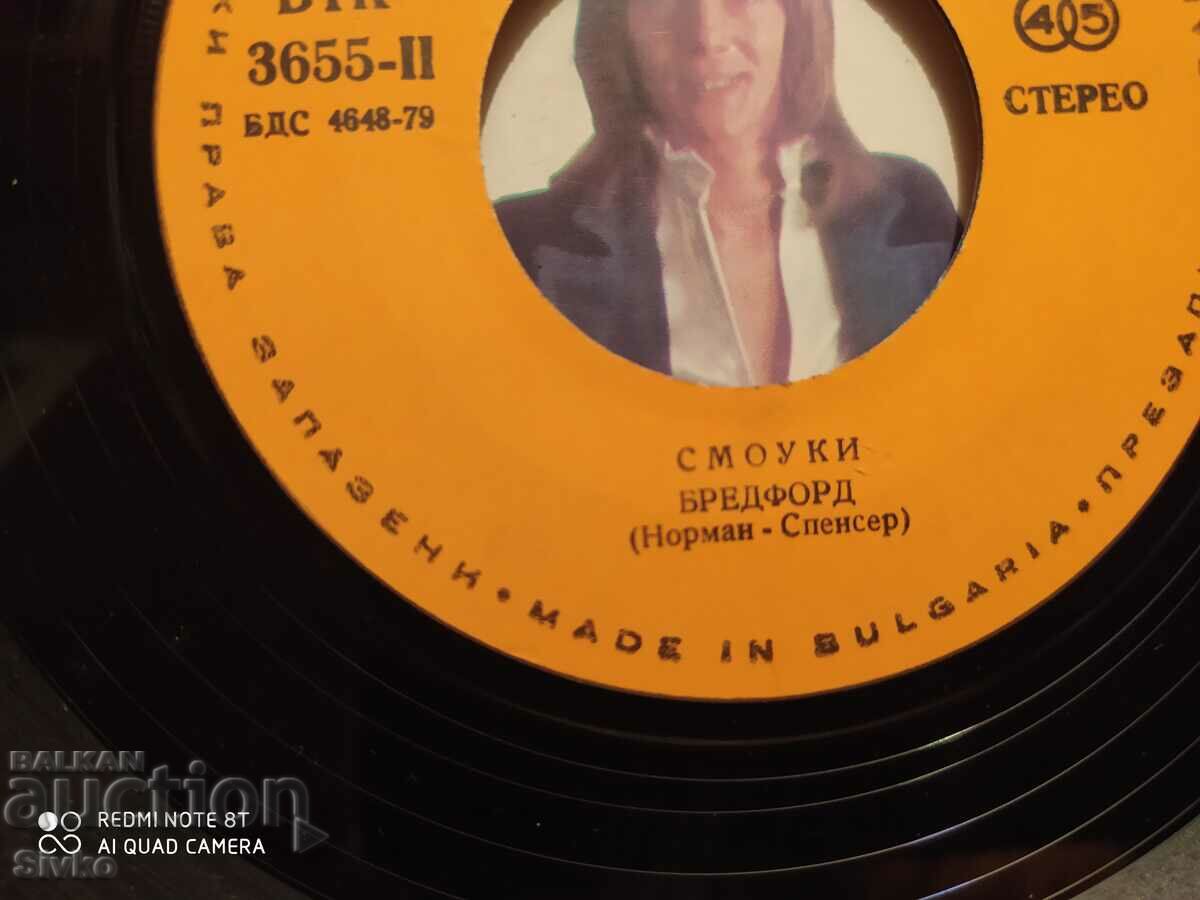 3655-II
БДС 4648-79
45
СТЕРЕО
СМОУКИ
БРЕДФОРД
(Норман - Спенсер)
ПРАВА ЗАПАЗЕНИ • MADE IN BULGARIA •
BALKAN
auction
REDMI NOTE 8T
AI QUAD CAMERA
Sivko